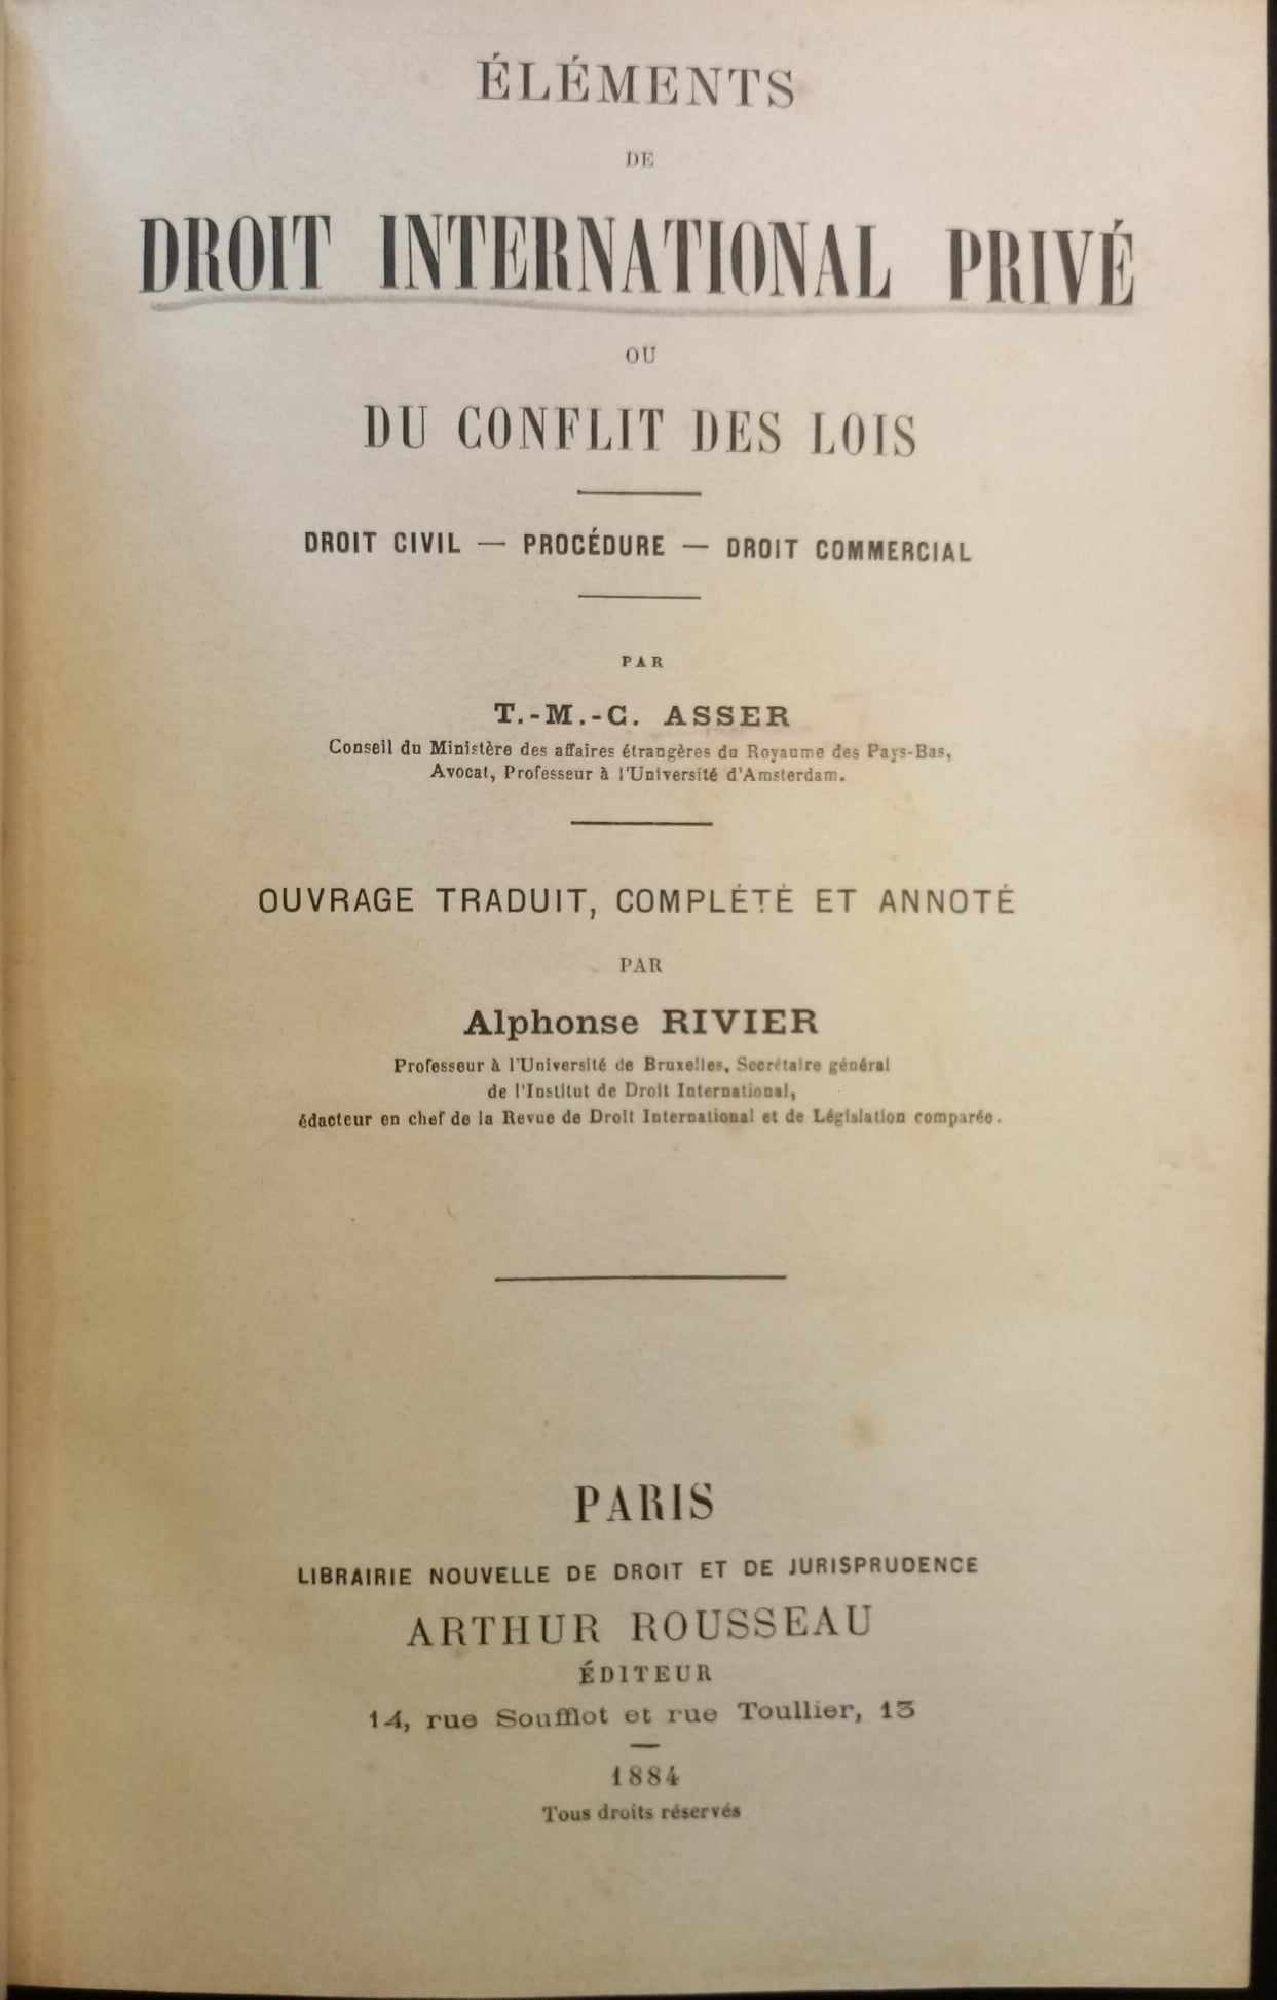 ÉLÉMENTS
DE
DROIT INTERNATIONAL PRIVÉ
OU
DU CONFLIT DES LOIS
DROIT CIVIL — PROCÉDURE — DROIT COMMERCIAL
PAR
T.-M.-C. ASSER
Conseil du Ministère des affaires étrangères du Royaume des Pays-Bas,
Avocat, Professeur à l'Université d'Amsterdam.
OUVRAGE TRADUIT, COMPLÉTÉ ET ANNOTÉ
PAR
Alphonse RIVIER
Professeur à l'Université de Bruxelles, Secrétaire général
de l'Institut de Droit International,
édacteur en chef de la Revue de Droit International et de Législation comparée.
PARIS
LIBRAIRIE NOUVELLE DE DROIT ET DE JURISPRUDENCE
ARTHUR ROUSSEAU
ÉDITEUR
14, rue Soufflot et rue Toullier, 13
1884
Tous droits réservés